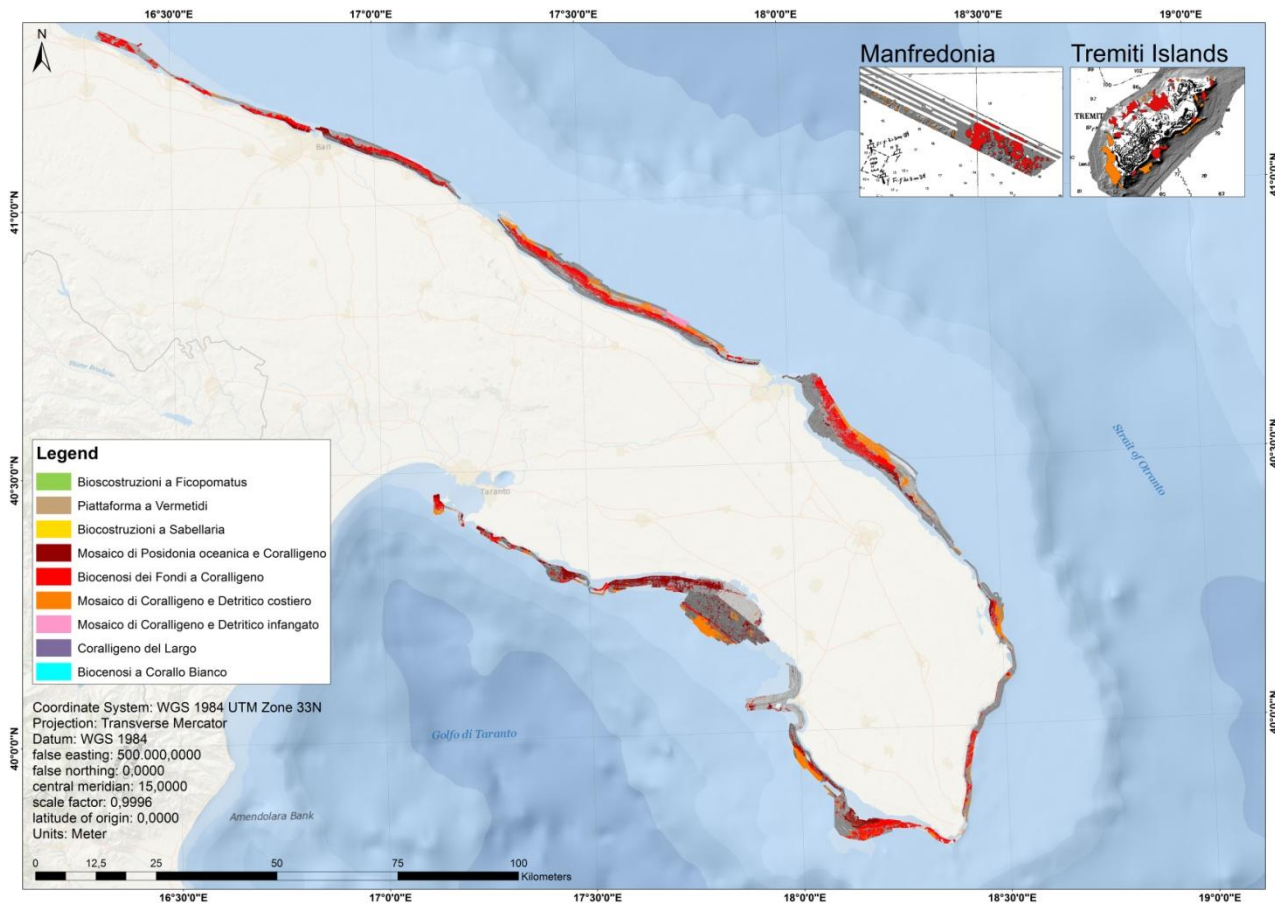 16°30'0"E 17°0'0"E 17°30'0"E 18°0'0"E 18°30'0"E 19°0'0"E
N
Manfredonia
Tremiti Islands
TREMIT
Bari
41°0'0"N
41°0'0"N
40°30'0"N
40°30'0"N
40°0'0"N
40°0'0"N
Strait of Otranto
Taranto
Golfo di Taranto
Amendolara Bank
Legend
Bioscostruzioni a Ficopomatus
Piattaforma a Vermetidi
Biocostruzioni a Sabellaria
Mosaico di Posidonia oceanica e Coralligeno
Biocenosi dei Fondi a Coralligeno
Mosaico di Coralligeno e Detritico costiero
Mosaico di Coralligeno e Detritico infangato
Coralligeno del Largo
Biocenosi a Corallo Bianco
Coordinate System: WGS 1984 UTM Zone 33N
Projection: Transverse Mercator
Datum: WGS 1984
false easting: 500.000,0000
false northing: 0,0000
central meridian: 15,0000
scale factor: 0,9996
latitude of origin: 0,0000
Units: Meter
0 12,5 25 50 75 100
Kilometers
16°30'0"E 17°0'0"E 17°30'0"E 18°0'0"E 18°30'0"E 19°0'0"E